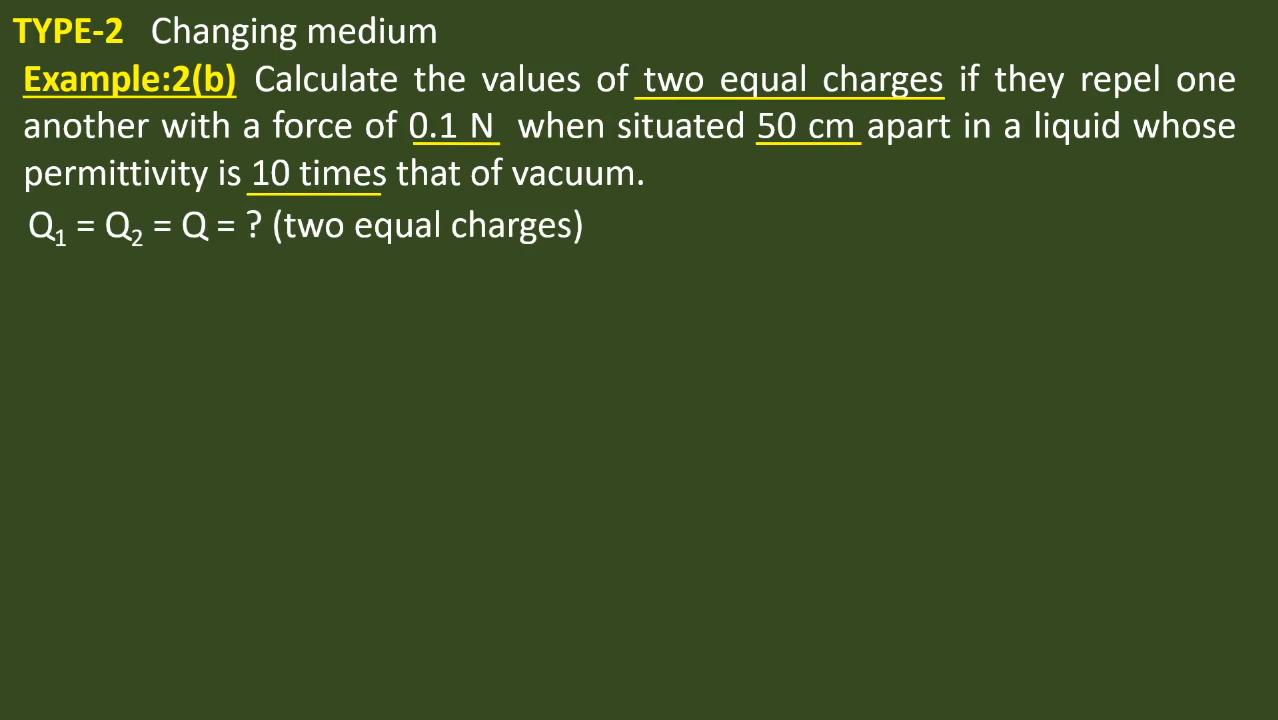 TYPE-2 Changing medium
Example:2(b) Calculate the values of two equal charges if they repel one
another with a force of 0.1 N when situated 50 cm apart in a liquid whose
permittivity is 10 times that of vacuum.
Q₁ = Q₂ = Q = ? (two equal charges)